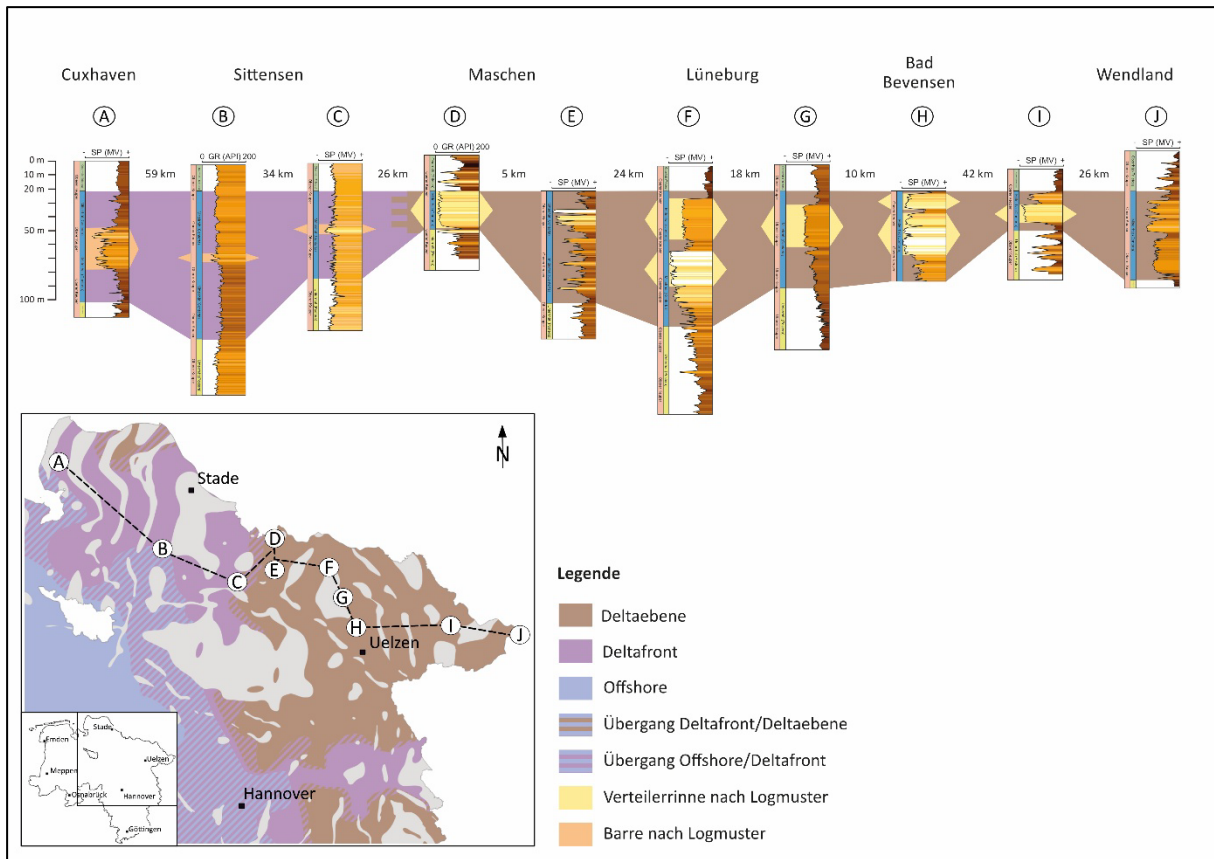 Cuxhaven Sittensen Maschen Lüneburg Bad Bevensen Wendland
A B C D E F G H I J
- SP (MV) +
0 GR (API) 200
- SP (MV) +
0 GR (API) 200
- SP (MV) +
- SP (MV) +
- SP (MV) +
- SP (MV) +
- SP (MV) +
- SP (MV) +
0 m
10 m
20 m
50 m
100 m
59 km 34 km 26 km 5 km 24 km 18 km 10 km 42 km 26 km
N
A
Stade
B
C
D
E
F
G
H
I
J
Uelzen
Hannover
Stade
Emden
Uelzen
Meppen
Hannover
Osnabrück
Göttingen
Legende
Deltaebene
Deltafront
Offshore
Übergang Deltafront/Deltaebene
Übergang Offshore/Deltafront
Verteilerrinne nach Logmuster
Barre nach Logmuster